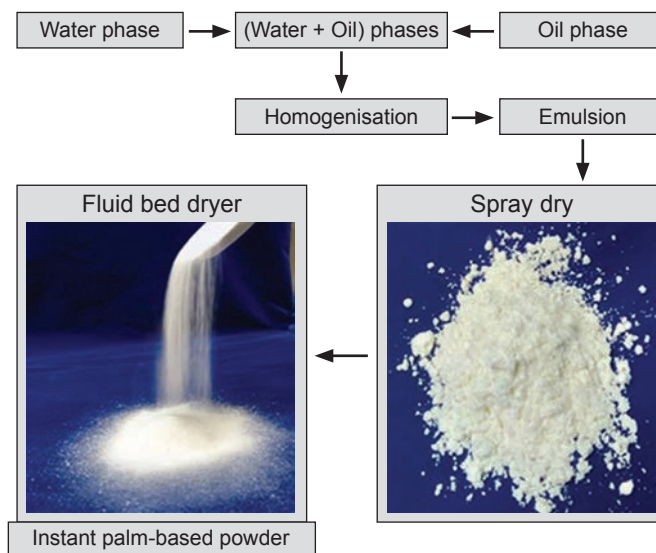 Water phase
(Water + Oil) phases
Oil phase
Homogenisation
Emulsion
Fluid bed dryer
Spray dry
Instant palm-based powder